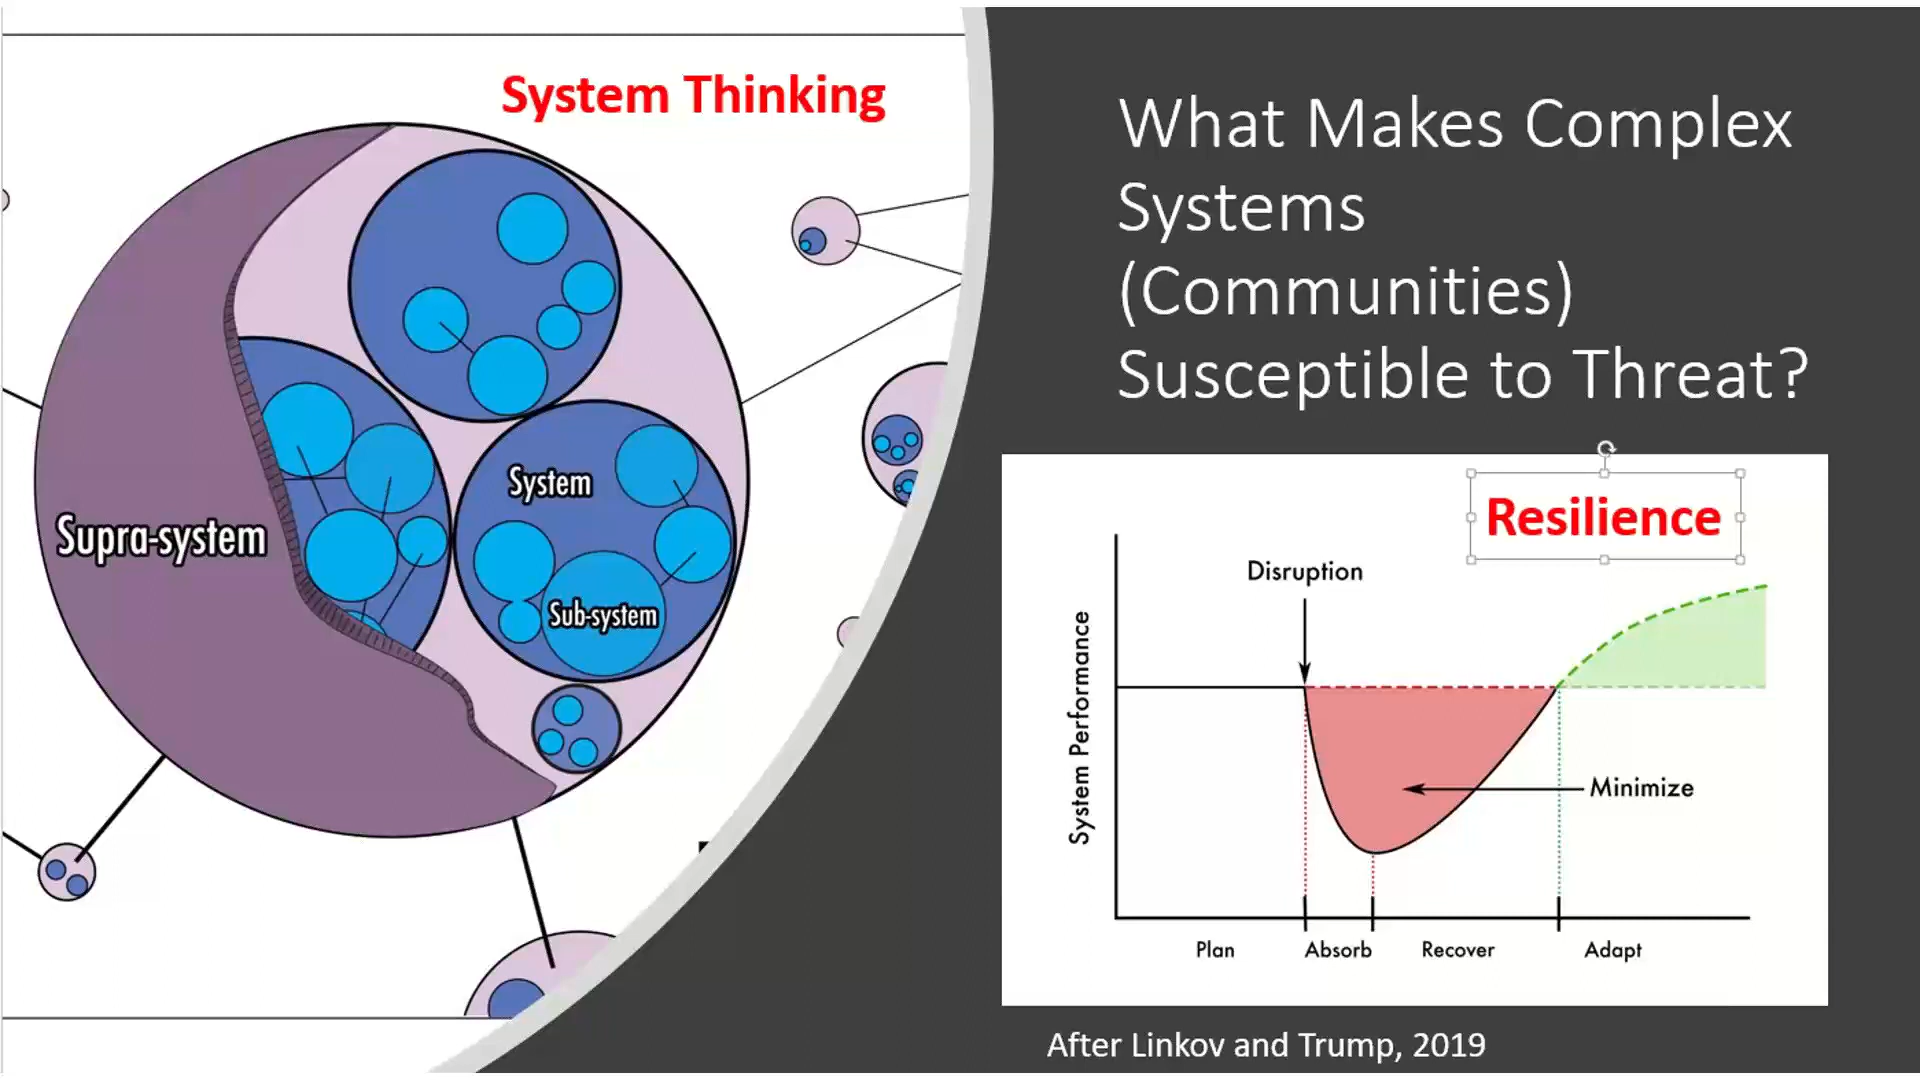 System Thinking
Supra-system
System
Sub-system
What Makes Complex
Systems
(Communities)
Susceptible to Threat?
Resilience
Disruption
System Performance
Minimize
Plan
Absorb
Recover
Adapt
After Linkov and Trump, 2019